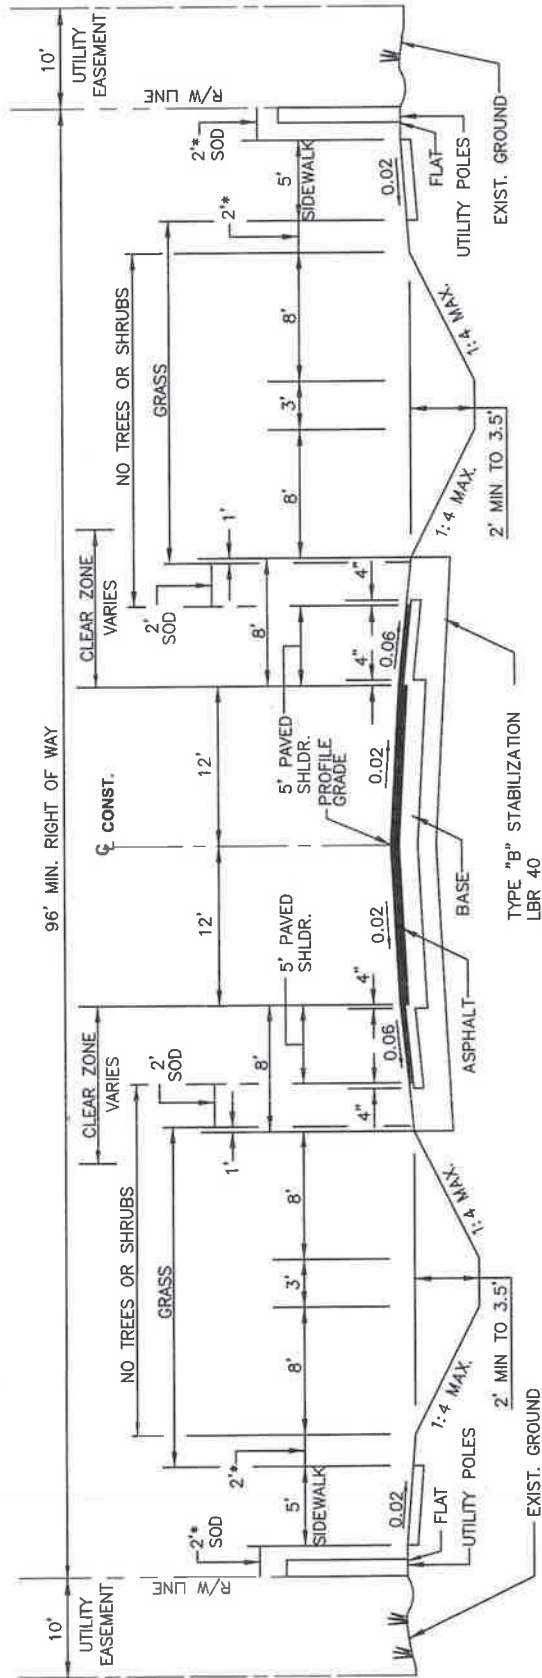 96' MIN. RIGHT OF WAY
10'
UTILITY
EASEMENT
R/W LINE
2'*
SOD
5'
SIDEWALK
2'*
NO TREES OR SHRUBS
GRASS
8'
3'
8'
1'
CLEAR ZONE
VARIES
2'
SOD
8'
5' PAVED
SHLDR.
4"
4"
12'
℄ CONST.
12'
PROFILE
GRADE
5' PAVED
SHLDR.
4"
4"
CLEAR ZONE
VARIES
8'
2'
SOD
1'
NO TREES OR SHRUBS
GRASS
8'
3'
8'
2'*
5'
SIDEWALK
2'*
SOD
R/W LINE
10'
UTILITY
EASEMENT
0.02
FLAT
UTILITY POLES
EXIST. GROUND
1:4 MAX.
2' MIN TO 3.5'
1:4 MAX.
0.06
0.02
ASPHALT
BASE
TYPE "B" STABILIZATION
LBR 40
0.02
0.06
1:4 MAX.
2' MIN TO 3.5'
1:4 MAX.
0.02
FLAT
UTILITY POLES
EXIST. GROUND